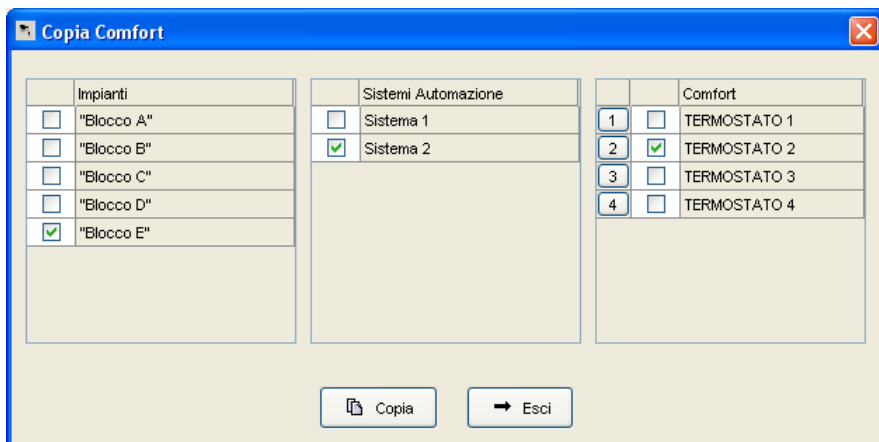 Copia Comfort
Impianti
"Blocco A"
"Blocco B"
"Blocco C"
"Blocco D"
"Blocco E"
Sistemi Automazione
Sistema 1
Sistema 2
Comfort
1 TERMOSTATO 1
2 TERMOSTATO 2
3 TERMOSTATO 3
4 TERMOSTATO 4
Copia
Esci